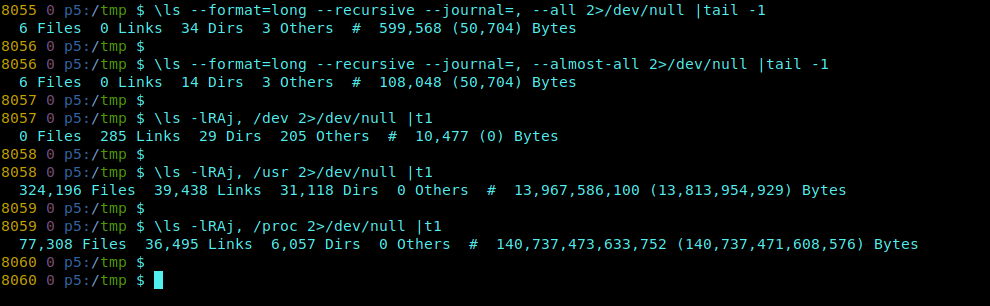 8055 0 p5:/tmp $ \ls --format=long --recursive --journal=, --all 2>/dev/null |tail -1
  6 Files  0 Links  34 Dirs  3 Others  #  599,568 (50,704) Bytes
8056 0 p5:/tmp $
8056 0 p5:/tmp $ \ls --format=long --recursive --journal=, --almost-all 2>/dev/null |tail -1
  6 Files  0 Links  14 Dirs  3 Others  #  108,048 (50,704) Bytes
8057 0 p5:/tmp $
8057 0 p5:/tmp $ \ls -lRAj, /dev 2>/dev/null |t1
  0 Files  285 Links  29 Dirs  205 Others  #  10,477 (0) Bytes
8058 0 p5:/tmp $
8058 0 p5:/tmp $ \ls -lRAj, /usr 2>/dev/null |t1
  324,196 Files  39,438 Links  31,118 Dirs  0 Others  #  13,967,586,100 (13,813,954,929) Bytes
8059 0 p5:/tmp $
8059 0 p5:/tmp $ \ls -lRAj, /proc 2>/dev/null |t1
  77,308 Files  36,495 Links  6,057 Dirs  0 Others  #  140,737,473,633,752 (140,737,471,608,576) Bytes
8060 0 p5:/tmp $
8060 0 p5:/tmp $